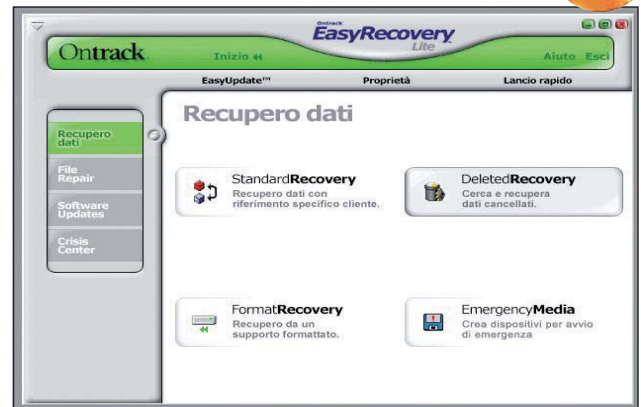 Ontrack
EasyRecovery
Lite
Ontrack
Inizio
Aiuto Esci
EasyUpdate™ Proprietà Lancio rapido
Recupero
dati
File
Repair
Software
Updates
Crisis
Center
Recupero dati
StandardRecovery
Recupero dati con
riferimento specifico cliente.
DeletedRecovery
Cerca e recupera
dati cancellati.
FormatRecovery
Recupero da un
supporto formattato.
EmergencyMedia
Crea dispositivi per avvio
di emergenza